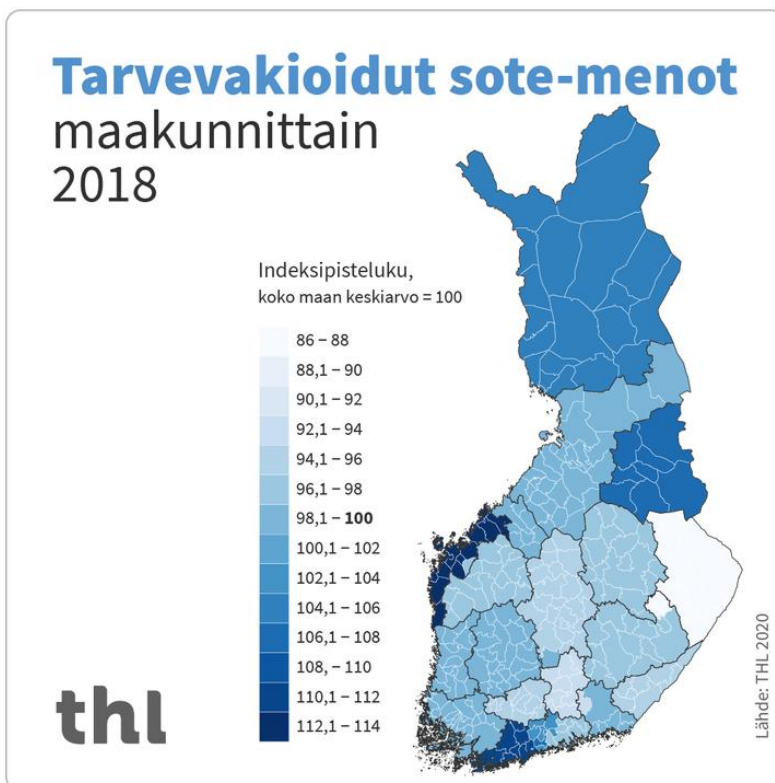 Tarvevakioidut sote-menot
maakunnittain
2018
Indeksipisteluku,
koko maan keskiarvo = 100
86 – 88
88,1 – 90
90,1 – 92
92,1 – 94
94,1 – 96
96,1 – 98
98,1 – 100
100,1 – 102
102,1 – 104
104,1 – 106
106,1 – 108
108, – 110
110,1 – 112
112,1 – 114
thl
Lähde: THL 2020